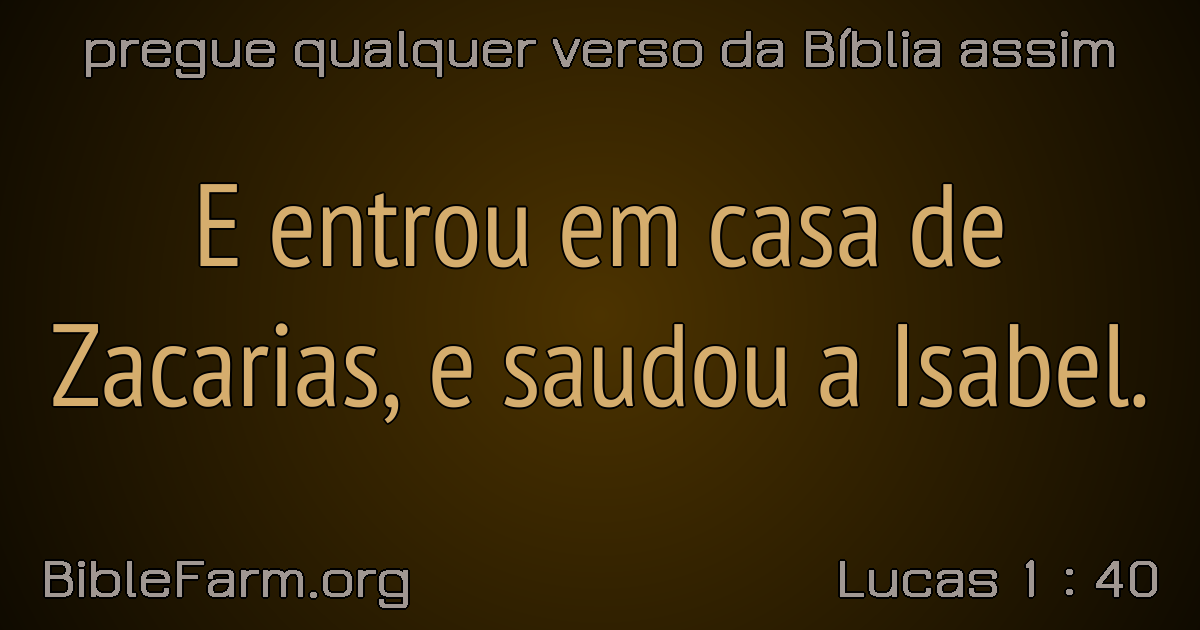 pregue qualquer verso da Bíblia assim
E entrou em casa de
Zacarias, e saudou a Isabel.
BibleFarm.org
Lucas 1 : 40